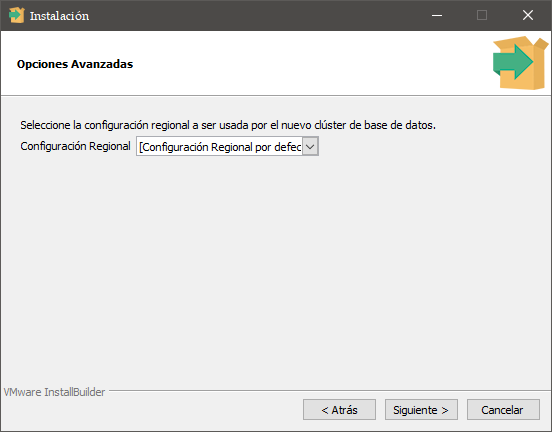 Instalación
Opciones Avanzadas
Seleccione la configuración regional a ser usada por el nuevo clúster de base de datos.
Configuración Regional [Configuración Regional por defec
VMware InstallBuilder
< Atrás Siguiente > Cancelar